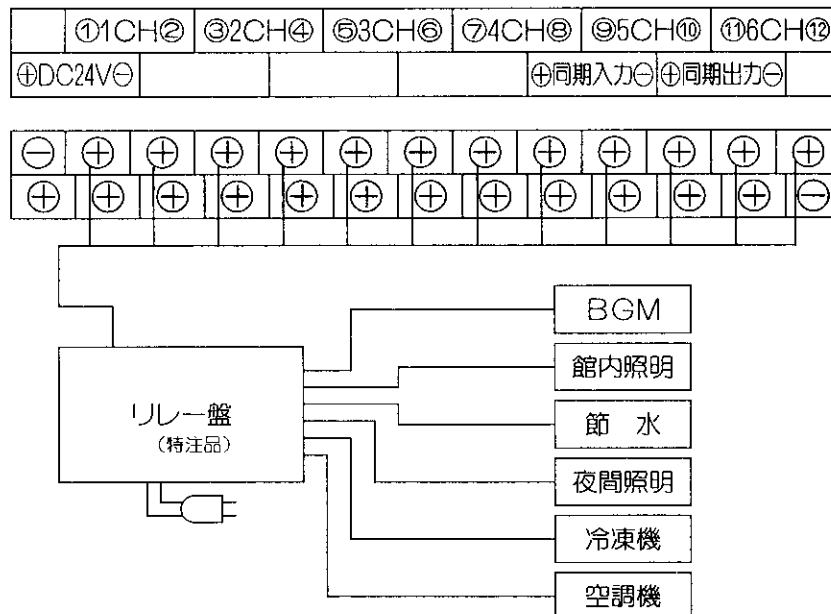 ①1CH② ③2CH④ ⑤3CH⑥ ⑦4CH⑧ ⑨5CH⑩ ⑪6CH⑫
⊕DC24V⊖ ⊕同期入力⊖ ⊕同期出力⊖
⊖ ⊕ ⊕ ⊕ ⊕ ⊕ ⊕ ⊕ ⊕ ⊕ ⊕ ⊕ ⊕
⊕ ⊕ ⊕ ⊕ ⊕ ⊕ ⊕ ⊕ ⊕ ⊕ ⊕ ⊕ ⊖
BGM
館内照明
リレー盤
(特注品)
節 水
夜間照明
冷凍機
空調機